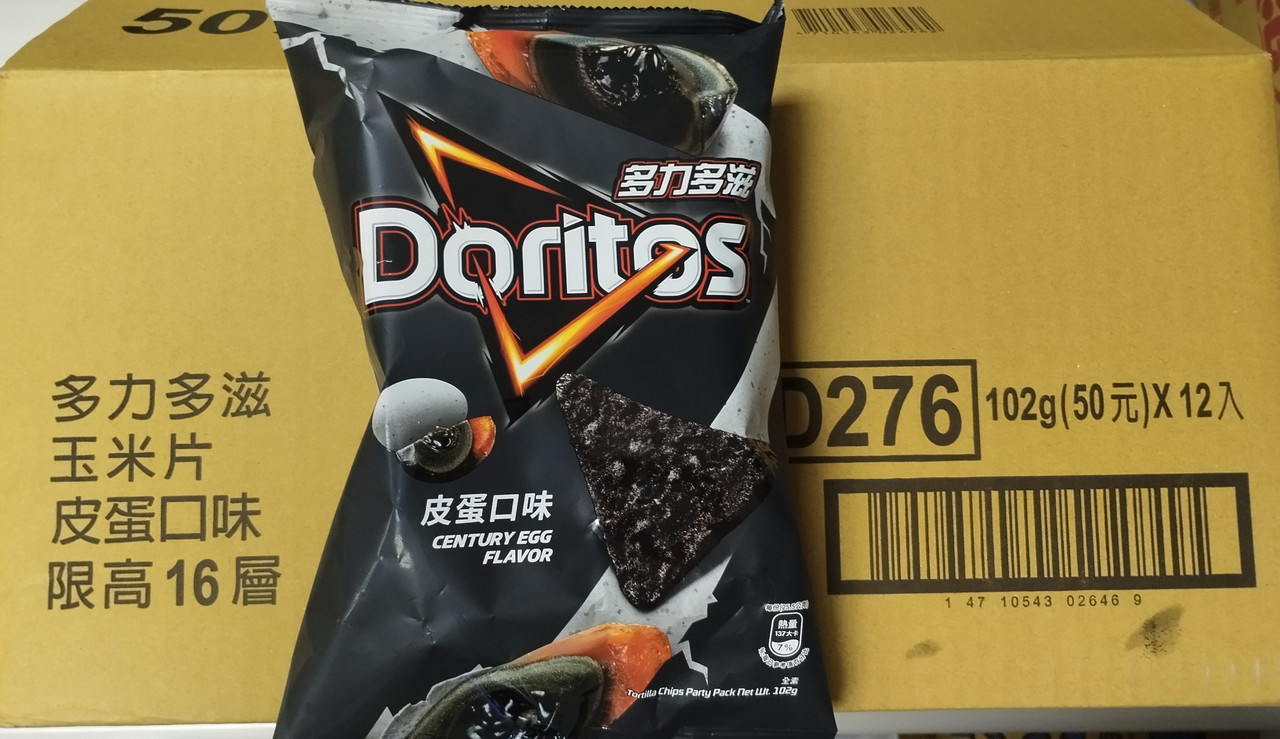 50
多力多滋
Doritos
多力多滋
玉米片
皮蛋口味
限高16層
皮蛋口味
CENTURY EGG
FLAVOR
D276
102g(50元)X12入
1 47 10543 02646 9
熱量
137大卡
7%
全素
Tortilla Chips Party Pack Net Wt. 102g